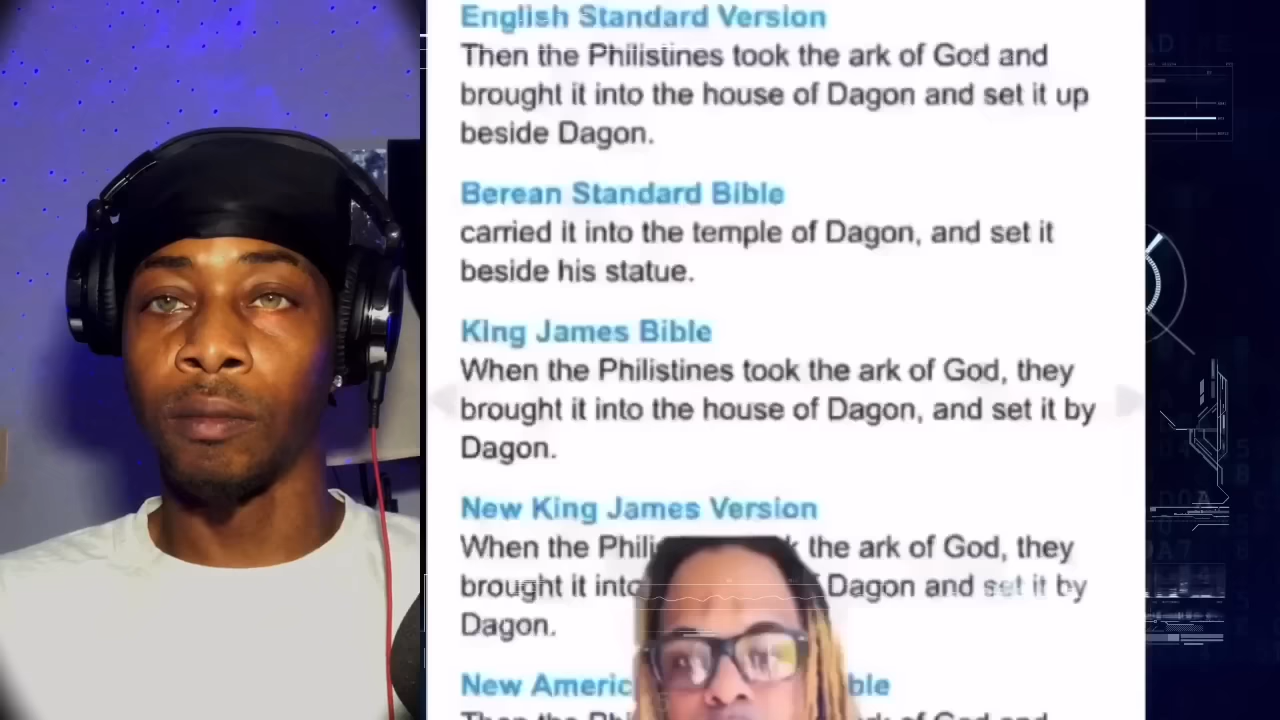 English Standard Version
Then the Philistines took the ark of God and
brought it into the house of Dagon and set it up
beside Dagon.
Berean Standard Bible
carried it into the temple of Dagon, and set it
beside his statue.
King James Bible
When the Philistines took the ark of God, they
brought it into the house of Dagon, and set it by
Dagon.
New King James Version
When the the ark of God, they
brought it Dagon and set it by
Dagon.
New